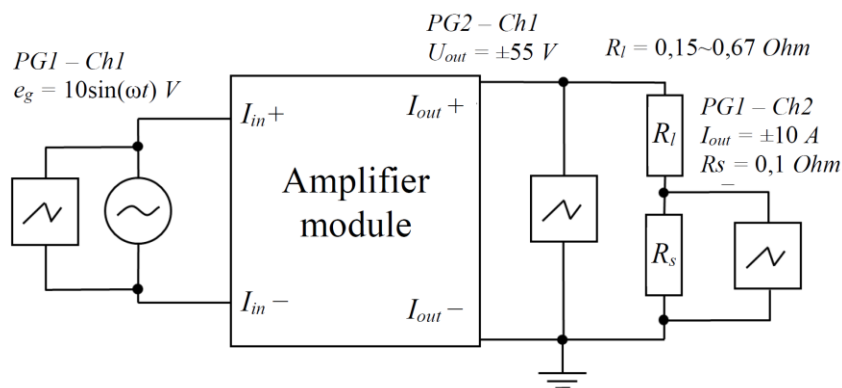 PG1 – Ch1
e_g = 10sin(ωt) V
PG2 – Ch1
U_out = ±55 V
R_l = 0,15~0,67 Ohm
PG1 – Ch2
I_out = ±10 A
Rs = 0,1 Ohm
–
I_in+
I_out+
Amplifier
module
I_in–
I_out–
R_l
R_s